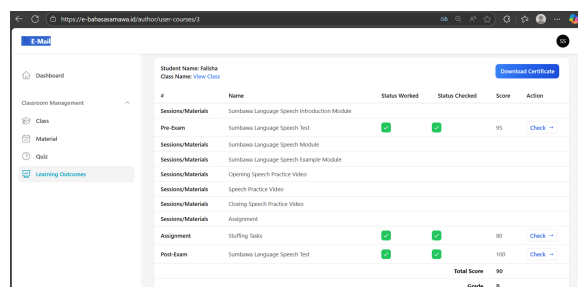 https://e-bahasasamawa.id/author/user-courses/3
E-Mail
SS
Dashboard
Classroom Management
Class
Material
Quiz
Learning Outcomes
Student Name: Falisha
Class Name: View Class
Download Certificate
# Name Status Worked Status Checked Score Action
Sessions/Materials Sumbawa Language Speech Introduction Module
Pre-Exam Sumbawa Language Speech Test 95 Check →
Sessions/Materials Sumbawa Language Speech Module
Sessions/Materials Sumbawa Language Speech Example Module
Sessions/Materials Opening Speech Practice Video
Sessions/Materials Speech Practice Video
Sessions/Materials Closing Speech Practice Video
Sessions/Materials Assignment
Assignment Stuffing Tasks 80 Check →
Post-Exam Sumbawa Language Speech Test 100 Check →
Total Score 90
Grade B